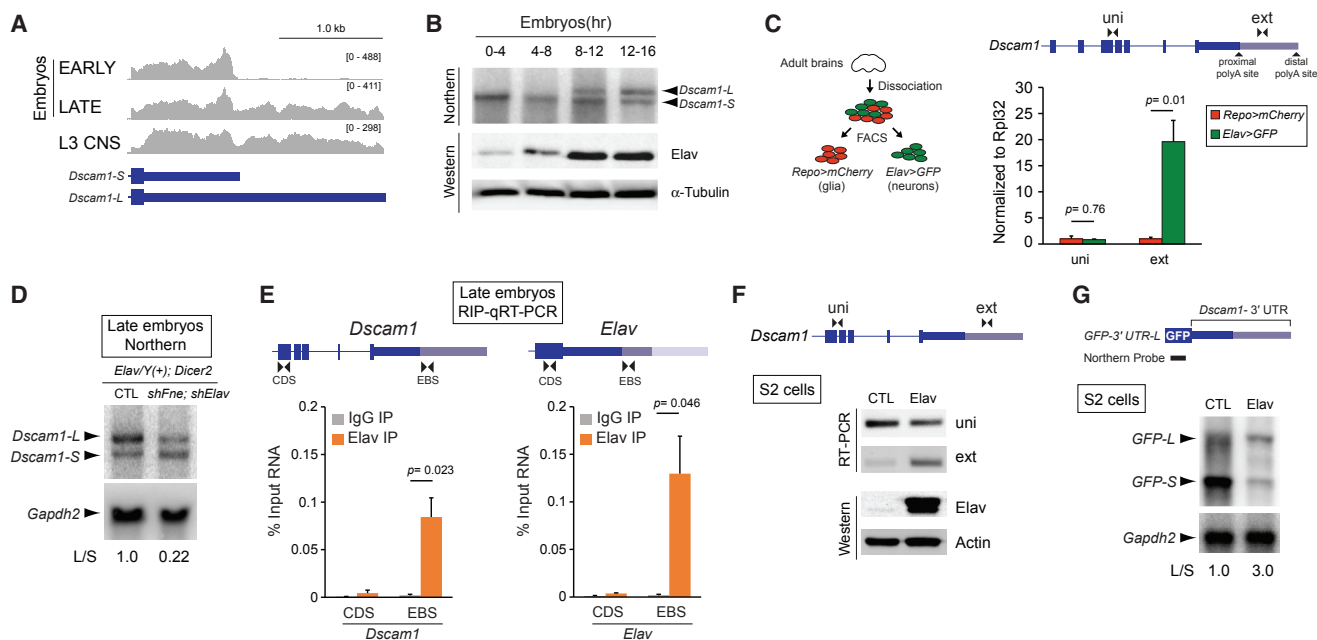 A
1.0 kb
Embryos
EARLY
[0 - 488]
LATE
[0 - 411]
L3 CNS
[0 - 298]
Dscam1-S
Dscam1-L
B
Embryos(hr)
0-4 4-8 8-12 12-16
Northern
Dscam1-L
Dscam1-S
Western
Elav
α-Tubulin
C
Adult brains
Dissociation
FACS
Repo>mCherry
(glia)
Elav>GFP
(neurons)
uni
ext
Dscam1
proximal
polyA site
distal
polyA site
Normalized to Rpl32
30
25
20
15
10
5
0
p= 0.76
p= 0.01
Repo>mCherry
Elav>GFP
uni
ext
D
Late embryos
Northern
Elav/Y(+); Dicer2
CTL shFne; shElav
Dscam1-L
Dscam1-S
Gapdh2
L/S 1.0 0.22
E
Late embryos
RIP-qRT-PCR
Dscam1
CDS
EBS
Elav
CDS
EBS
% Input RNA
0.2
0.15
0.1
0.05
0
IgG IP
Elav IP
p= 0.023
CDS EBS
Dscam1
% Input RNA
0.2
0.15
0.1
0.05
0
IgG IP
Elav IP
p= 0.046
CDS EBS
Elav
F
uni
ext
Dscam1
S2 cells
CTL Elav
RT-PCR
uni
ext
Western
Elav
Actin
G
Dscam1- 3′ UTR
GFP-3′ UTR-L
GFP
Northern Probe
S2 cells
CTL Elav
GFP-L
GFP-S
Gapdh2
L/S 1.0 3.0